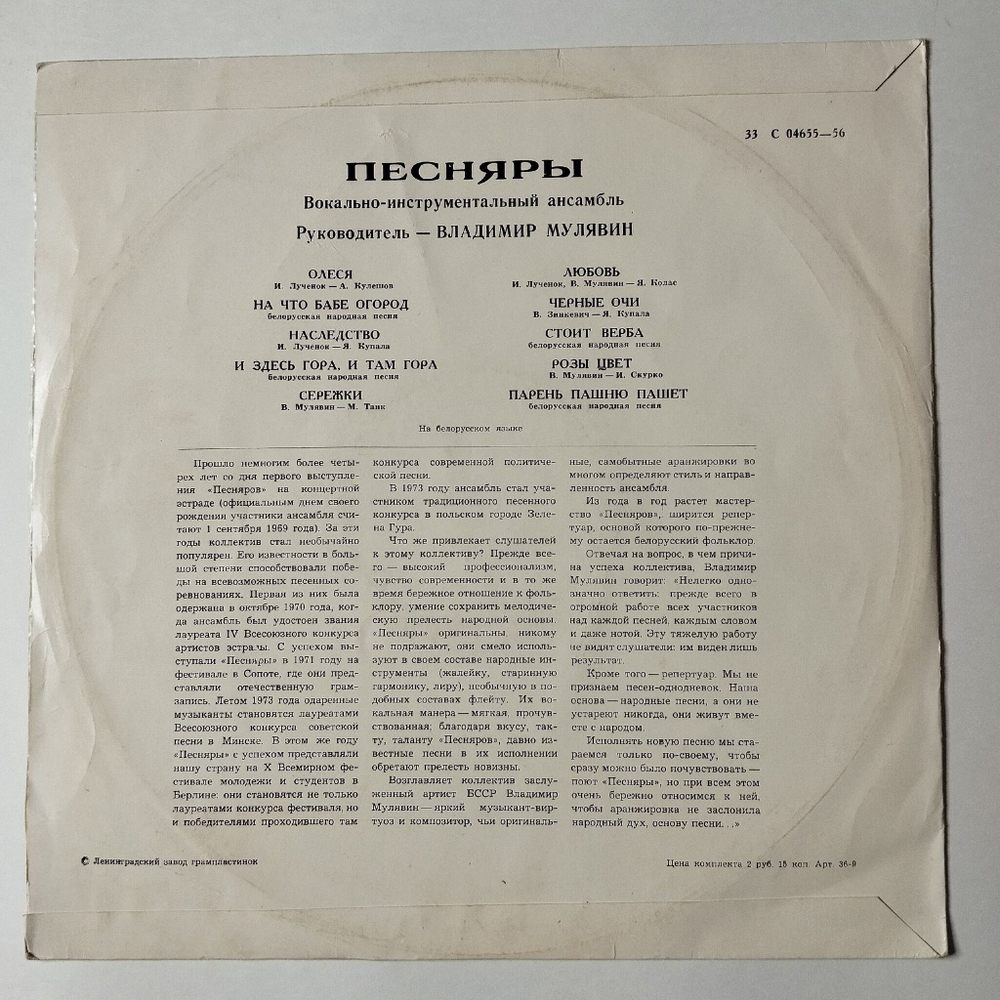 33 С 04655—56
ПЕСНЯРЫ
Вокально-инструментальный ансамбль
Руководитель — ВЛАДИМИР МУЛЯВИН
ОЛЕСЯ
И. Лученок — А. Кулешов
НА ЧТО БАБЕ ОГОРОД
белорусская народная песня
НАСЛЕДСТВО
И. Лученок — Я. Купала
И ЗДЕСЬ ГОРА, И ТАМ ГОРА
белорусская народная песня
СЕРЕЖКИ
В. Мулявин — М. Танк
ЛЮБОВЬ
И. Лученок, В. Мулявин — Я. Колас
ЧЕРНЫЕ ОЧИ
В. Зинкевич — Я. Купала
СТОИТ ВЕРБА
белорусская народная песня
РОЗЫ ЦВЕТ
В. Мулявин — И. Скурко
ПАРЕНЬ ПАШНЮ ПАШЕТ
белорусская народная песня
На белорусском языке
Прошло немногим более четы-
рех лет со дня первого выступле-
ния «Песняров» на концертной
эстраде (официальным днем своего
рождения участники ансамбля счи-
тают 1 сентября 1969 года). За эти
годы коллектив стал необычайно
популярен. Его известности в боль-
шой степени способствовали побе-
ды на всевозможных песенных со-
ревнованиях. Первая из них была
одержана в октябре 1970 года, ког-
да ансамбль был удостоен звания
лауреата IV Всесоюзного конкурса
артистов эстрады. С успехом вы-
ступали «Песняры» в 1971 году на
фестивале в Сопоте, где они пред-
ставляли отечественную грам-
запись. Летом 1973 года одаренные
музыканты становятся лауреатами
Всесоюзного конкурса советской
песни в Минске. В этом же году
«Песняры» с успехом представляли
нашу страну на X Всемирном фе-
стивале молодежи и студентов в
Берлине: они становятся не только
лауреатами конкурса фестиваля, но
и победителями проходившего там
конкурса современной политиче-
ской песни.
В 1973 году ансамбль стал уча-
стником традиционного песенного
конкурса в польском городе Зеле-
на Гура.
Что же привлекает слушателей
к этому коллективу? Прежде все-
го — высокий профессионализм,
чувство современности и в то же
время бережное отношение к фоль-
клору, умение сохранить мелодиче-
скую прелесть народной основы.
«Песняры» оригинальны, никому
не подражают, они смело исполь-
зуют в своем составе народные ин-
струменты (жалейку, старинную
гармонику, лиру), необычную в по-
добных составах флейту. Их во-
кальная манера — мягкая, прочув-
ствованная; благодаря вкусу, так-
ту, таланту «Песняров», давно из-
вестные песни в их исполнении
обретают прелесть новизны.
Возглавляет коллектив заслу-
женный артист БССР Владимир
Мулявин — яркий музыкант-вир-
туоз и композитор, чьи оригиналь-
ные, самобытные аранжировки во
многом определяют стиль и направ-
ленность ансамбля.
Из года в год растет мастер-
ство «Песняров», ширится репер-
туар, основой которого по-прежне-
му остается белорусский фольклор.
Отвечая на вопрос, в чем причи-
на успеха коллектива, Владимир
Мулявин говорит: «Нелегко одно-
значно ответить: прежде всего в
огромной работе всех участников
над каждой песней, каждым словом
и даже нотой. Эту тяжелую работу
не видят слушатели: им виден лишь
результат.
Кроме того — репертуар. Мы не
признаем песен-однодневок. Наша
основа — народные песни, а они не
устареют никогда, они живут вме-
сте с народом.
Исполнять новую песню мы ста-
раемся только по-своему, чтобы
сразу можно было почувствовать —
поют «Песняры», но при всем этом
очень бережно относимся к ней,
чтобы аранжировка не заслонила
народный дух, основу песни. . .»
© Ленинградский завод грампластинок
Цена комплекта 2 руб. 15 коп. Арт. 36-9